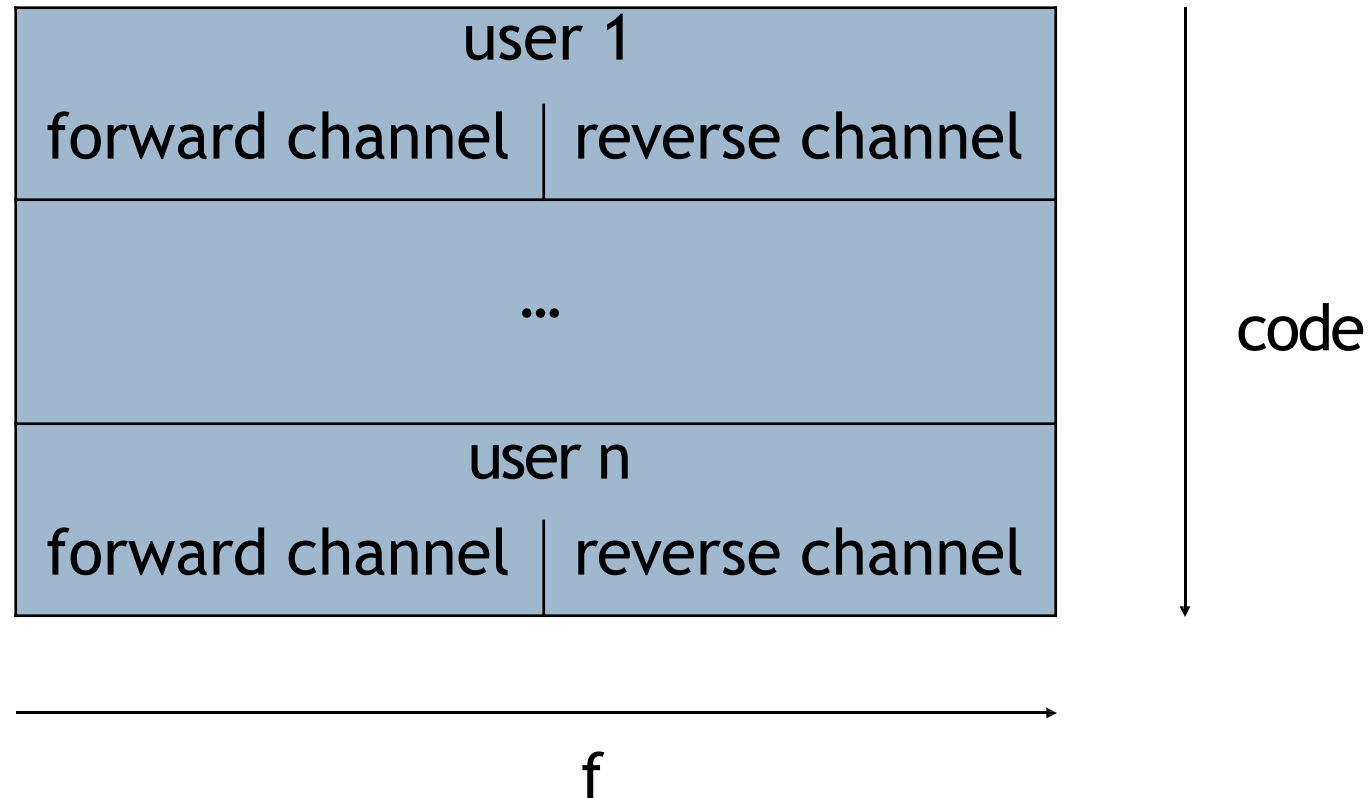 user 1
forward channel reverse channel
...
code
user n
forward channel reverse channel
f